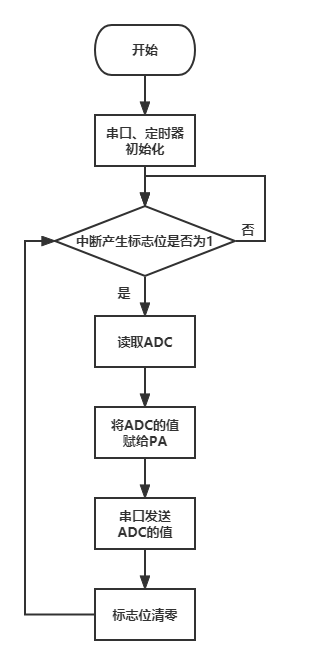 开始
串口、定时器
初始化
中断产生标志位是否为1
否
是
读取ADC
将ADC的值
赋给PA
串口发送
ADC的值
标志位清零